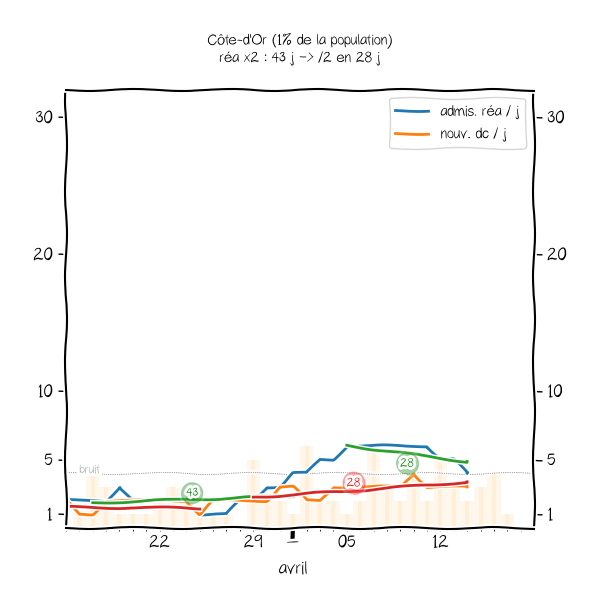 Côte-d'Or (1% de la population)
réa x2 : 43 j -> /2 en 28 j
admis. réa / j
nouv. dc / j
30
30
20
20
10
10
5
5
bruit
28
43
28
1
1
22
29
05
12
avril